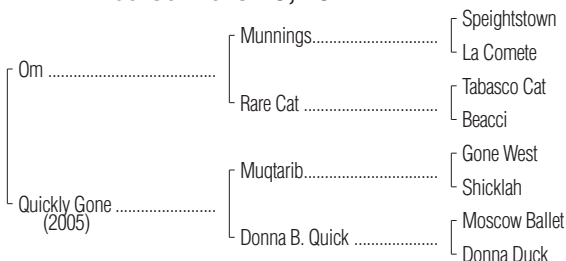 Speightstown
Munnings..............................
La Comete
Om ........................................
Tabasco Cat
Rare Cat ................................
Beacci
Gone West
Muqtarib................................
Shicklah
Quickly Gone ........................
(2005)
Moscow Ballet
Donna B. Quick ....................
Donna Duck